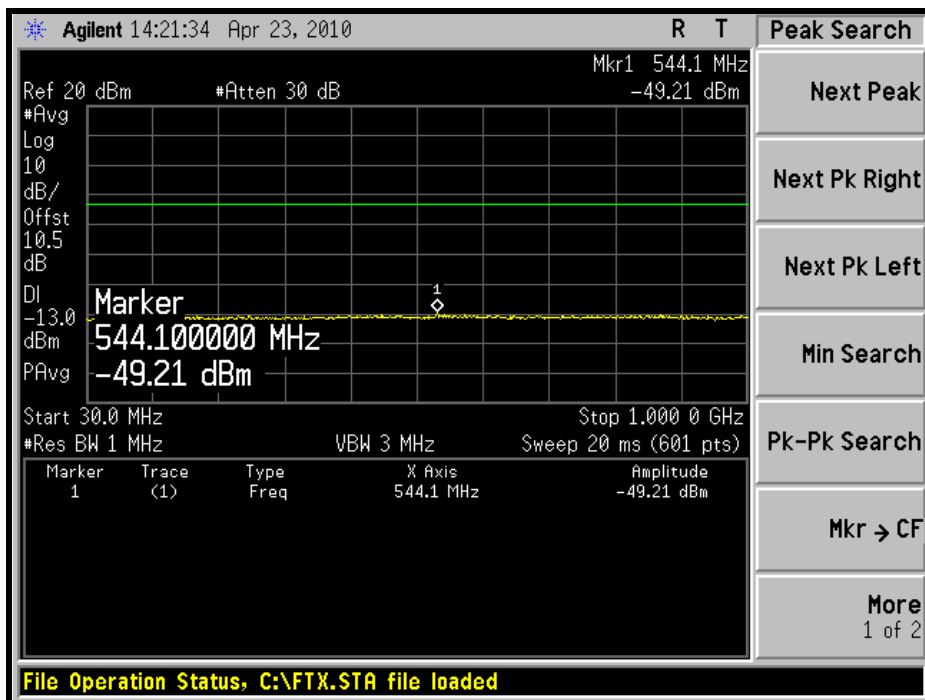 Agilent 14:21:34 Apr 23, 2010 R T
Peak Search
Mkr1 544.1 MHz
Ref 20 dBm #Atten 30 dB -49.21 dBm
#Avg
Log
10
dB/
Offst
10.5
dB
DI
-13.0
dBm
PAvg
1
Marker
544.100000 MHz
-49.21 dBm
Start 30.0 MHz Stop 1.000 0 GHz
#Res BW 1 MHz VBW 3 MHz Sweep 20 ms (601 pts)
Marker Trace Type X Axis Amplitude
1 (1) Freq 544.1 MHz -49.21 dBm
Next Peak
Next Pk Right
Next Pk Left
Min Search
Pk-Pk Search
Mkr → CF
More
1 of 2
File Operation Status, C:\FTX.STA file loaded